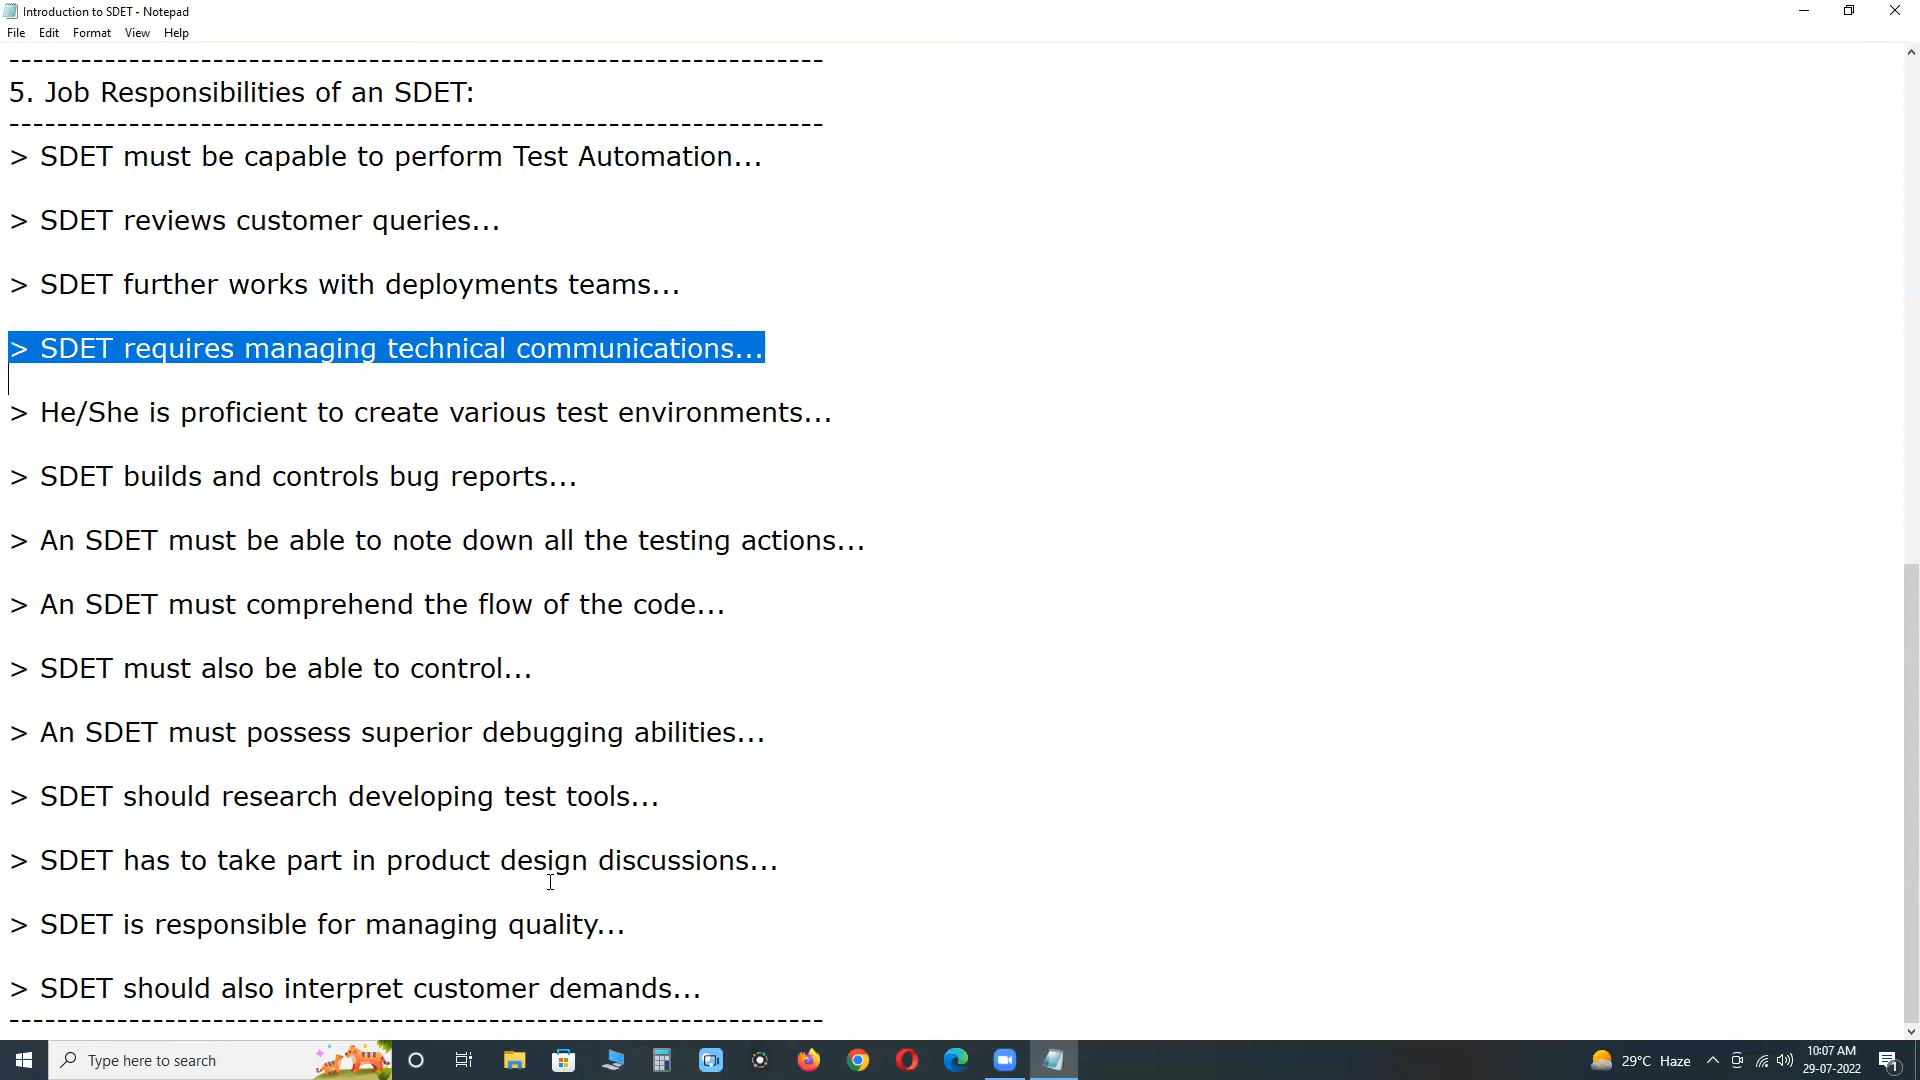 Introduction to SDET - Notepad
File Edit Format View Help
--------------------------------------------------------------------
5. Job Responsibilities of an SDET:
--------------------------------------------------------------------
> SDET must be capable to perform Test Automation...
> SDET reviews customer queries...
> SDET further works with deployments teams...
> SDET requires managing technical communications...
> He/She is proficient to create various test environments...
> SDET builds and controls bug reports...
> An SDET must be able to note down all the testing actions...
> An SDET must comprehend the flow of the code...
> SDET must also be able to control...
> An SDET must possess superior debugging abilities...
> SDET should research developing test tools...
> SDET has to take part in product design discussions...
> SDET is responsible for managing quality...
> SDET should also interpret customer demands...
--------------------------------------------------------------------
Type here to search
29°C Haze
10:07 AM
29-07-2022
1